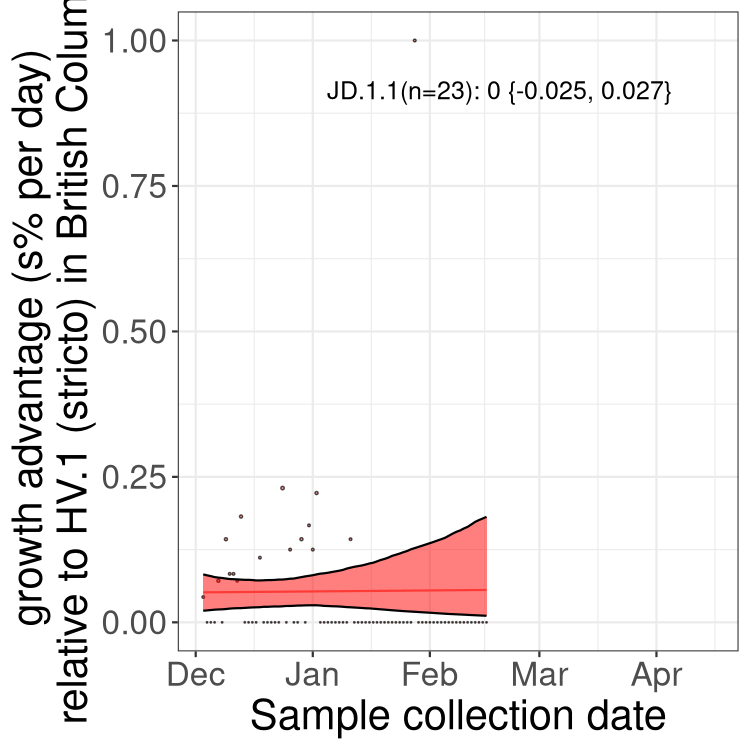 growth advantage (s% per day)
relative to HV.1 (stricto) in British Colum
1.00
0.75
0.50
0.25
0.00
JD.1.1(n=23): 0 {-0.025, 0.027}
Dec Jan Feb Mar Apr
Sample collection date